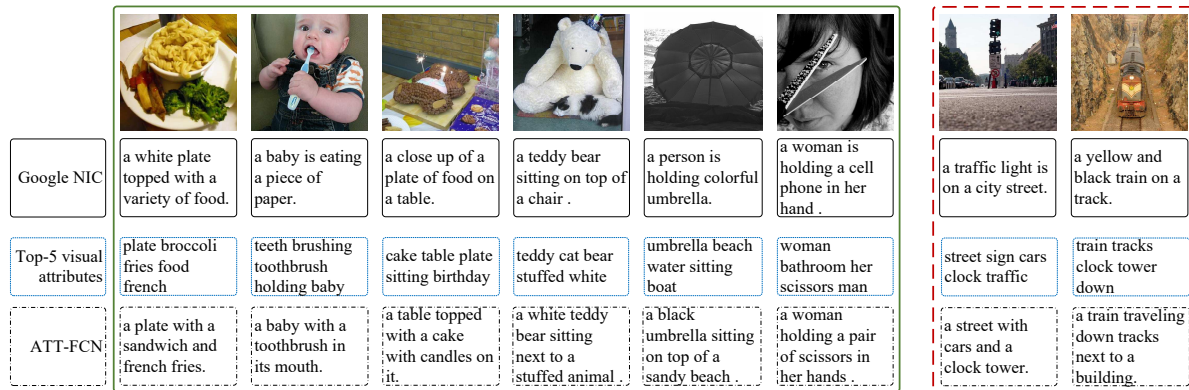 Google NIC
a white plate
topped with a
variety of food.
a baby is eating
a piece of
paper.
a close up of a
plate of food on
a table.
a teddy bear
sitting on top of
a chair .
a person is
holding colorful
umbrella.
a woman is
holding a cell
phone in her
hand .
a traffic light is
on a city street.
a yellow and
black train on a
track.
Top-5 visual
attributes
plate broccoli
fries food
french
teeth brushing
toothbrush
holding baby
cake table plate
sitting birthday
teddy cat bear
stuffed white
umbrella beach
water sitting
boat
woman
bathroom her
scissors man
street sign cars
clock traffic
train tracks
clock tower
down
ATT-FCN
a plate with a
sandwich and
french fries.
a baby with a
toothbrush in
its mouth.
a table topped
with a cake
with candles on
it.
a white teddy
bear sitting
next to a
stuffed animal .
a black
umbrella sitting
on top of a
sandy beach .
a woman
holding a pair
of scissors in
her hands .
a street with
cars and a
clock tower.
a train traveling
down tracks
next to a
building.